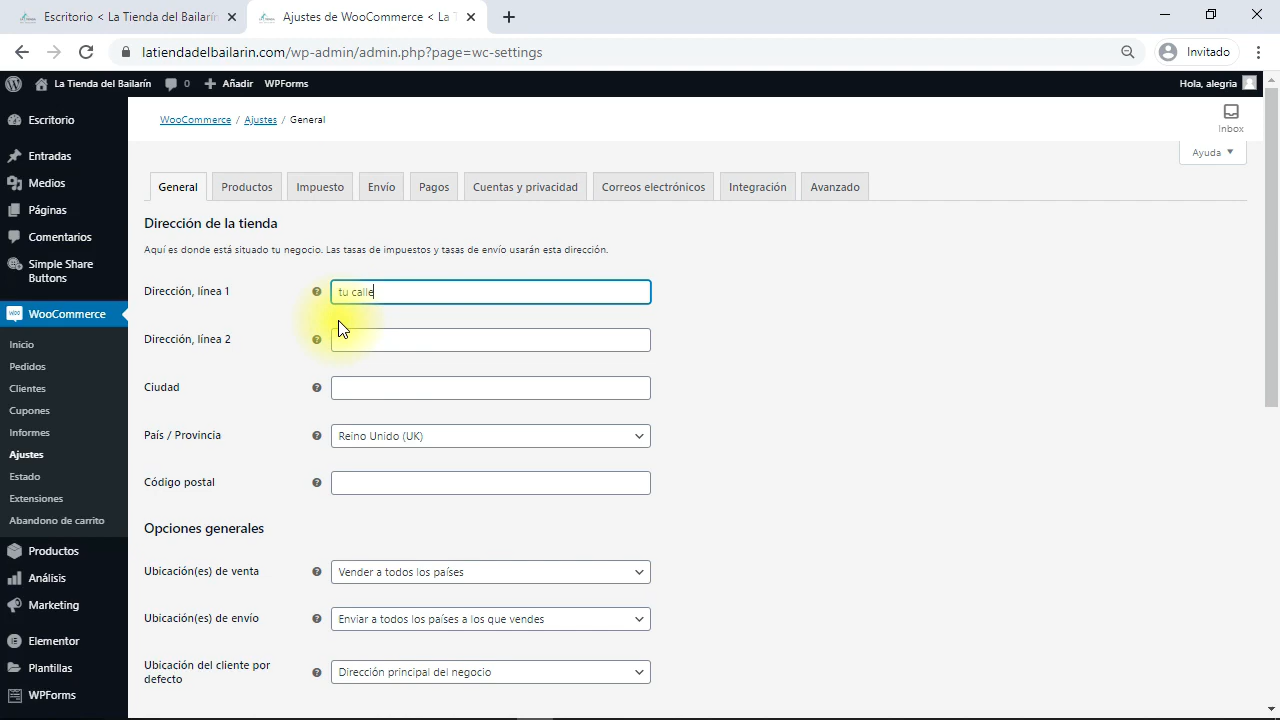 Escritorio < La Tienda del Bailarín
Ajustes de WooCommerce < La T
latiendadelbailarin.com/wp-admin/admin.php?page=wc-settings
Invitado
La Tienda del Bailarín
0
Añadir
WPForms
Hola, alegria
Escritorio
Entradas
Medios
Páginas
Comentarios
Simple Share
Buttons
WooCommerce
Inicio
Pedidos
Clientes
Cupones
Informes
Ajustes
Estado
Extensiones
Abandono de carrito
Productos
Análisis
Marketing
Elementor
Plantillas
WPForms
WooCommerce / Ajustes / General
Inbox
Ayuda
General
Productos
Impuesto
Envío
Pagos
Cuentas y privacidad
Correos electrónicos
Integración
Avanzado
Dirección de la tienda
Aquí es donde está situado tu negocio. Las tasas de impuestos y tasas de envío usarán esta dirección.
Dirección, línea 1
tu calle
Dirección, línea 2
Ciudad
País / Provincia
Reino Unido (UK)
Código postal
Opciones generales
Ubicación(es) de venta
Vender a todos los países
Ubicación(es) de envío
Enviar a todos los países a los que vendes
Ubicación del cliente por
defecto
Dirección principal del negocio